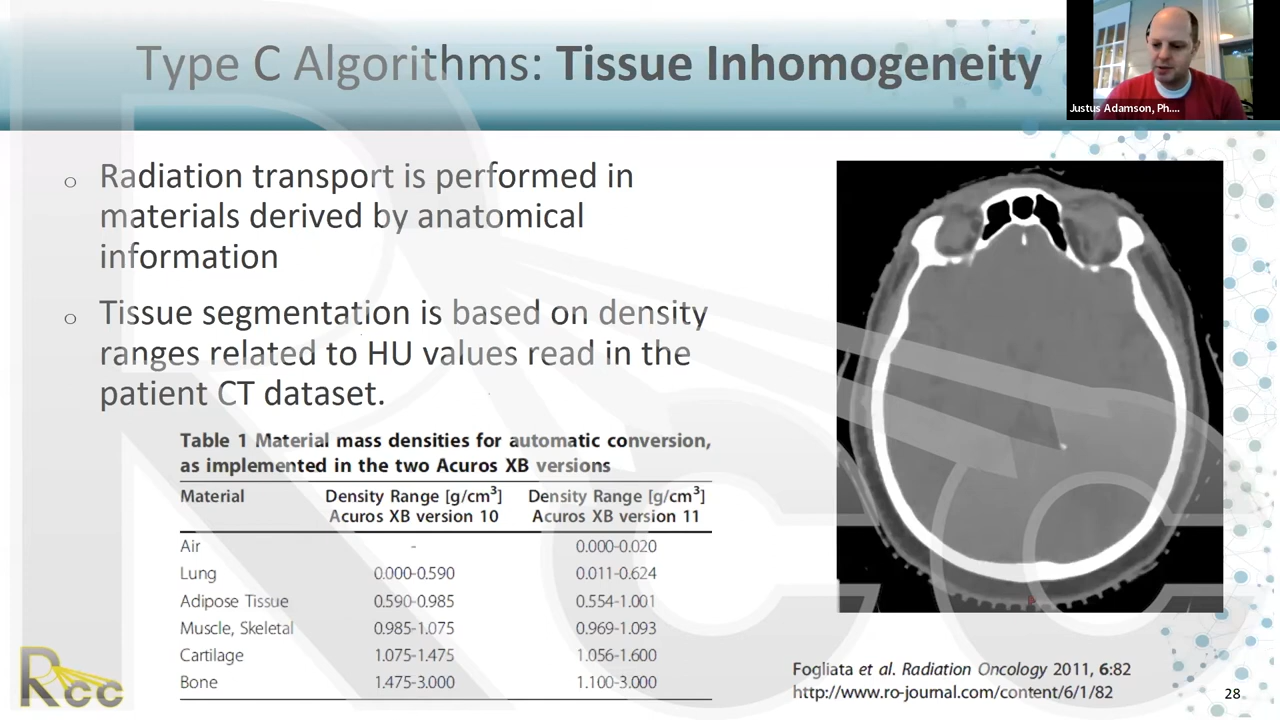 Type C Algorithms: Tissue Inhomogeneity
Justus Adamson, Ph....
○ Radiation transport is performed in
materials derived by anatomical
information
○ Tissue segmentation is based on density
ranges related to HU values read in the
patient CT dataset.
Table 1 Material mass densities for automatic conversion,
as implemented in the two Acuros XB versions
Material Density Range [g/cm³] Density Range [g/cm³]
Acuros XB version 10 Acuros XB version 11
Air - 0.000-0.020
Lung 0.000-0.590 0.011-0.624
Adipose Tissue 0.590-0.985 0.554-1.001
Muscle, Skeletal 0.985-1.075 0.969-1.093
Cartilage 1.075-1.475 1.056-1.600
Bone 1.475-3.000 1.100-3.000
Fogliata et al. Radiation Oncology 2011, 6:82
http://www.ro-journal.com/content/6/1/82
28
Rcc